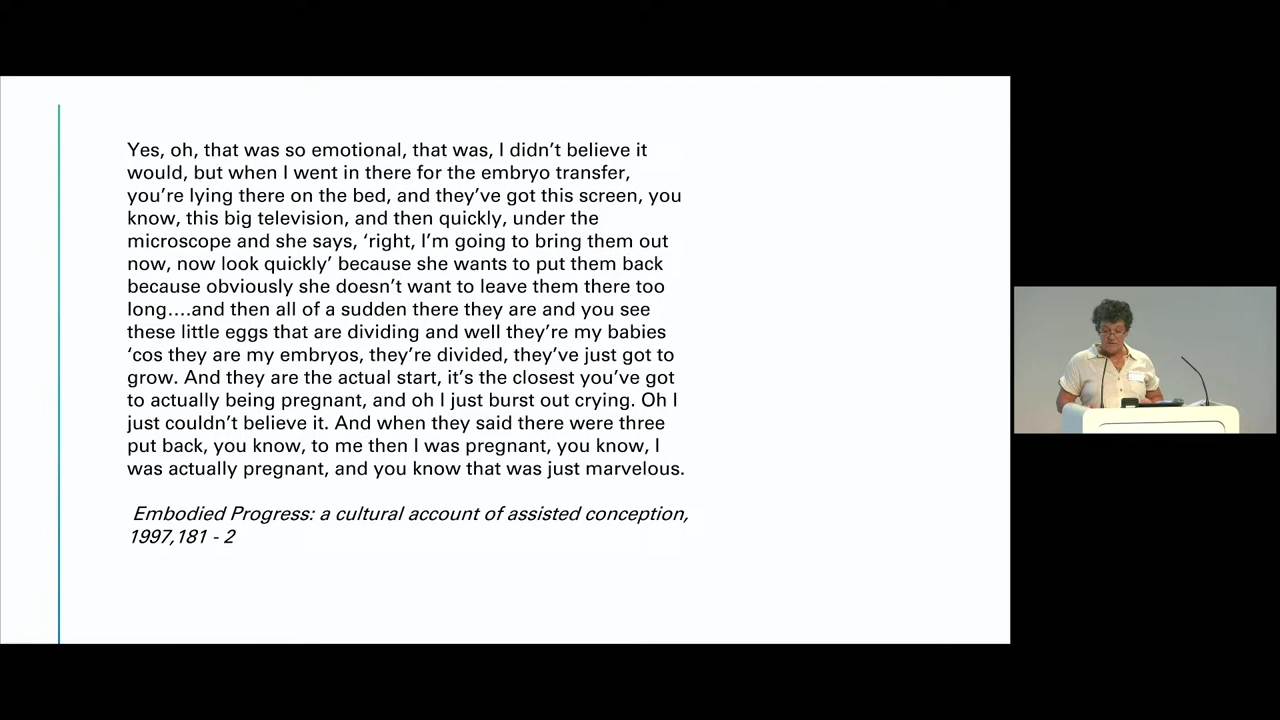 Yes, oh, that was so emotional, that was, I didn’t believe it
would, but when I went in there for the embryo transfer,
you’re lying there on the bed, and they’ve got this screen, you
know, this big television, and then quickly, under the
microscope and she says, ‘right, I’m going to bring them out
now, now look quickly’ because she wants to put them back
because obviously she doesn’t want to leave them there too
long....and then all of a sudden there they are and you see
these little eggs that are dividing and well they’re my babies
‘cos they are my embryos, they’re divided, they’ve just got to
grow. And they are the actual start, it’s the closest you’ve got
to actually being pregnant, and oh I just burst out crying. Oh I
just couldn’t believe it. And when they said there were three
put back, you know, to me then I was pregnant, you know, I
was actually pregnant, and you know that was just marvelous.
Embodied Progress: a cultural account of assisted conception,
1997,181 - 2